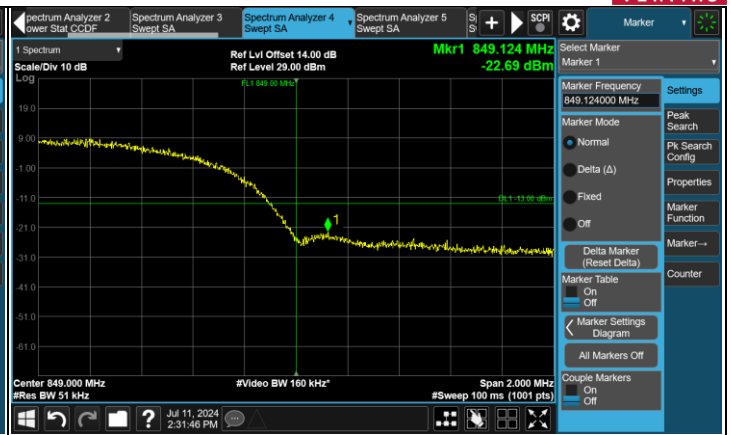 Spectrum Analyzer 2
Power Stat CCDF
Spectrum Analyzer 3
Swept SA
Spectrum Analyzer 4
Swept SA
Spectrum Analyzer 5
Swept SA
SCPI
Marker
1 Spectrum
Scale/Div 10 dB
Log
Ref Lvl Offset 14.00 dB
Ref Level 29.00 dBm
Mkr1 849.124 MHz
-22.69 dBm
FL1 849.00 MHz
DL1 -13.00 dBm
1
19.0
9.00
-1.00
-11.0
-21.0
-31.0
-41.0
-51.0
-61.0
Center 849.000 MHz
#Res BW 51 kHz
#Video BW 160 kHz*
Span 2.000 MHz
#Sweep 100 ms (1001 pts)
Select Marker
Marker 1
Marker Frequency
849.124000 MHz
Marker Mode
Normal
Delta (Δ)
Fixed
Off
Delta Marker
(Reset Delta)
Marker Table
On
Off
Marker Settings
Diagram
All Markers Off
Couple Markers
On
Off
Settings
Peak
Search
Pk Search
Config
Properties
Marker
Function
Marker→
Counter
Jul 11, 2024
2:31:46 PM